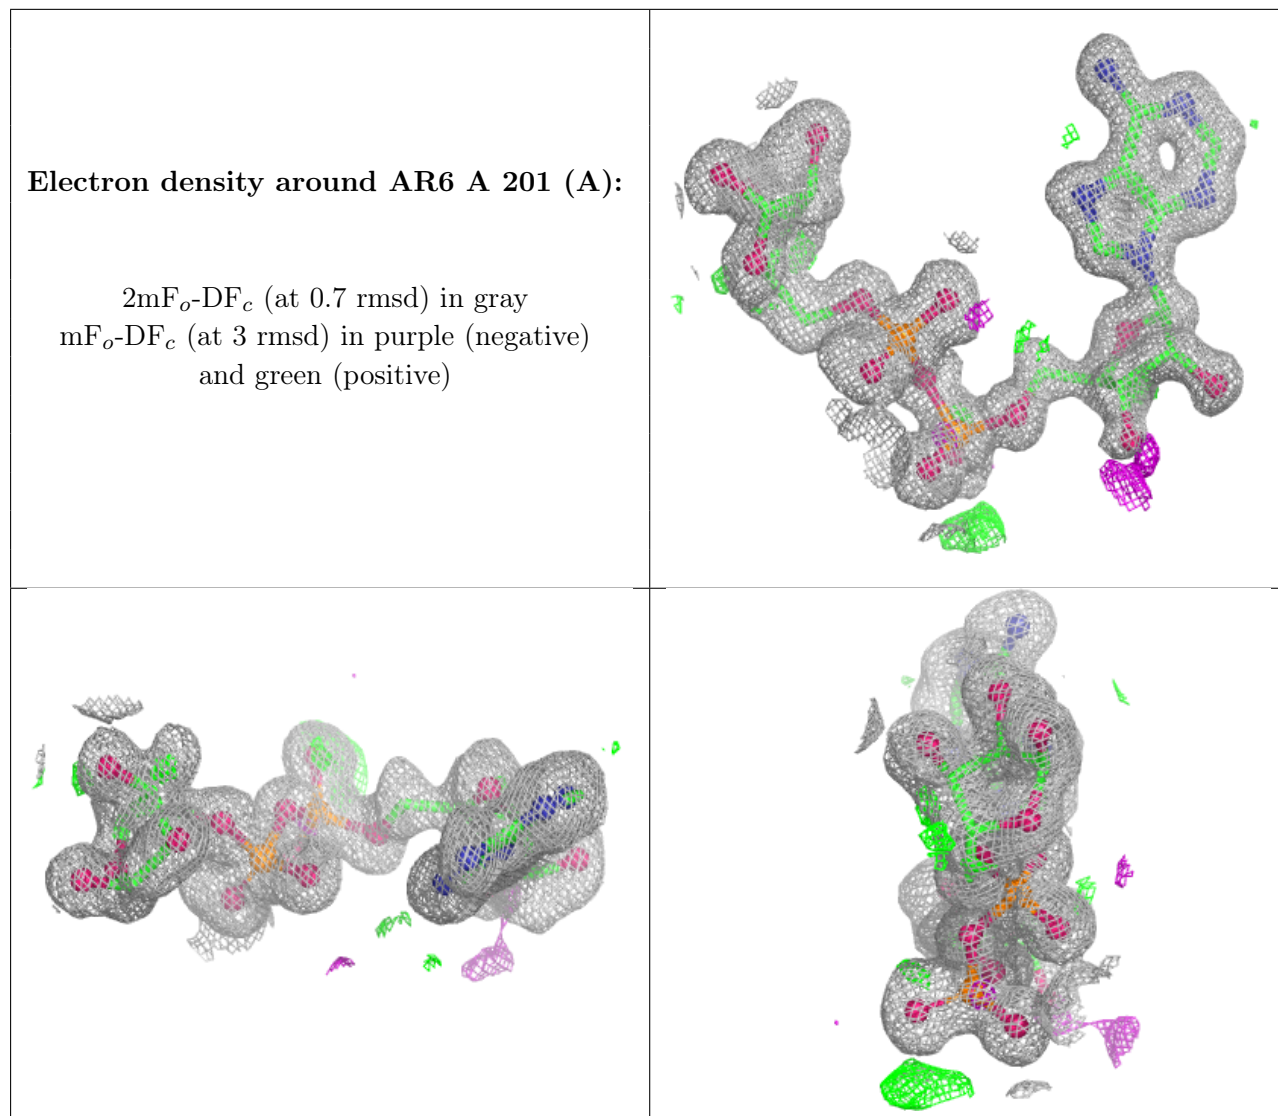 Electron density around AR6 A 201 (A):
2mFo-DFc (at 0.7 rmsd) in gray
mFo-DFc (at 3 rmsd) in purple (negative)
and green (positive)